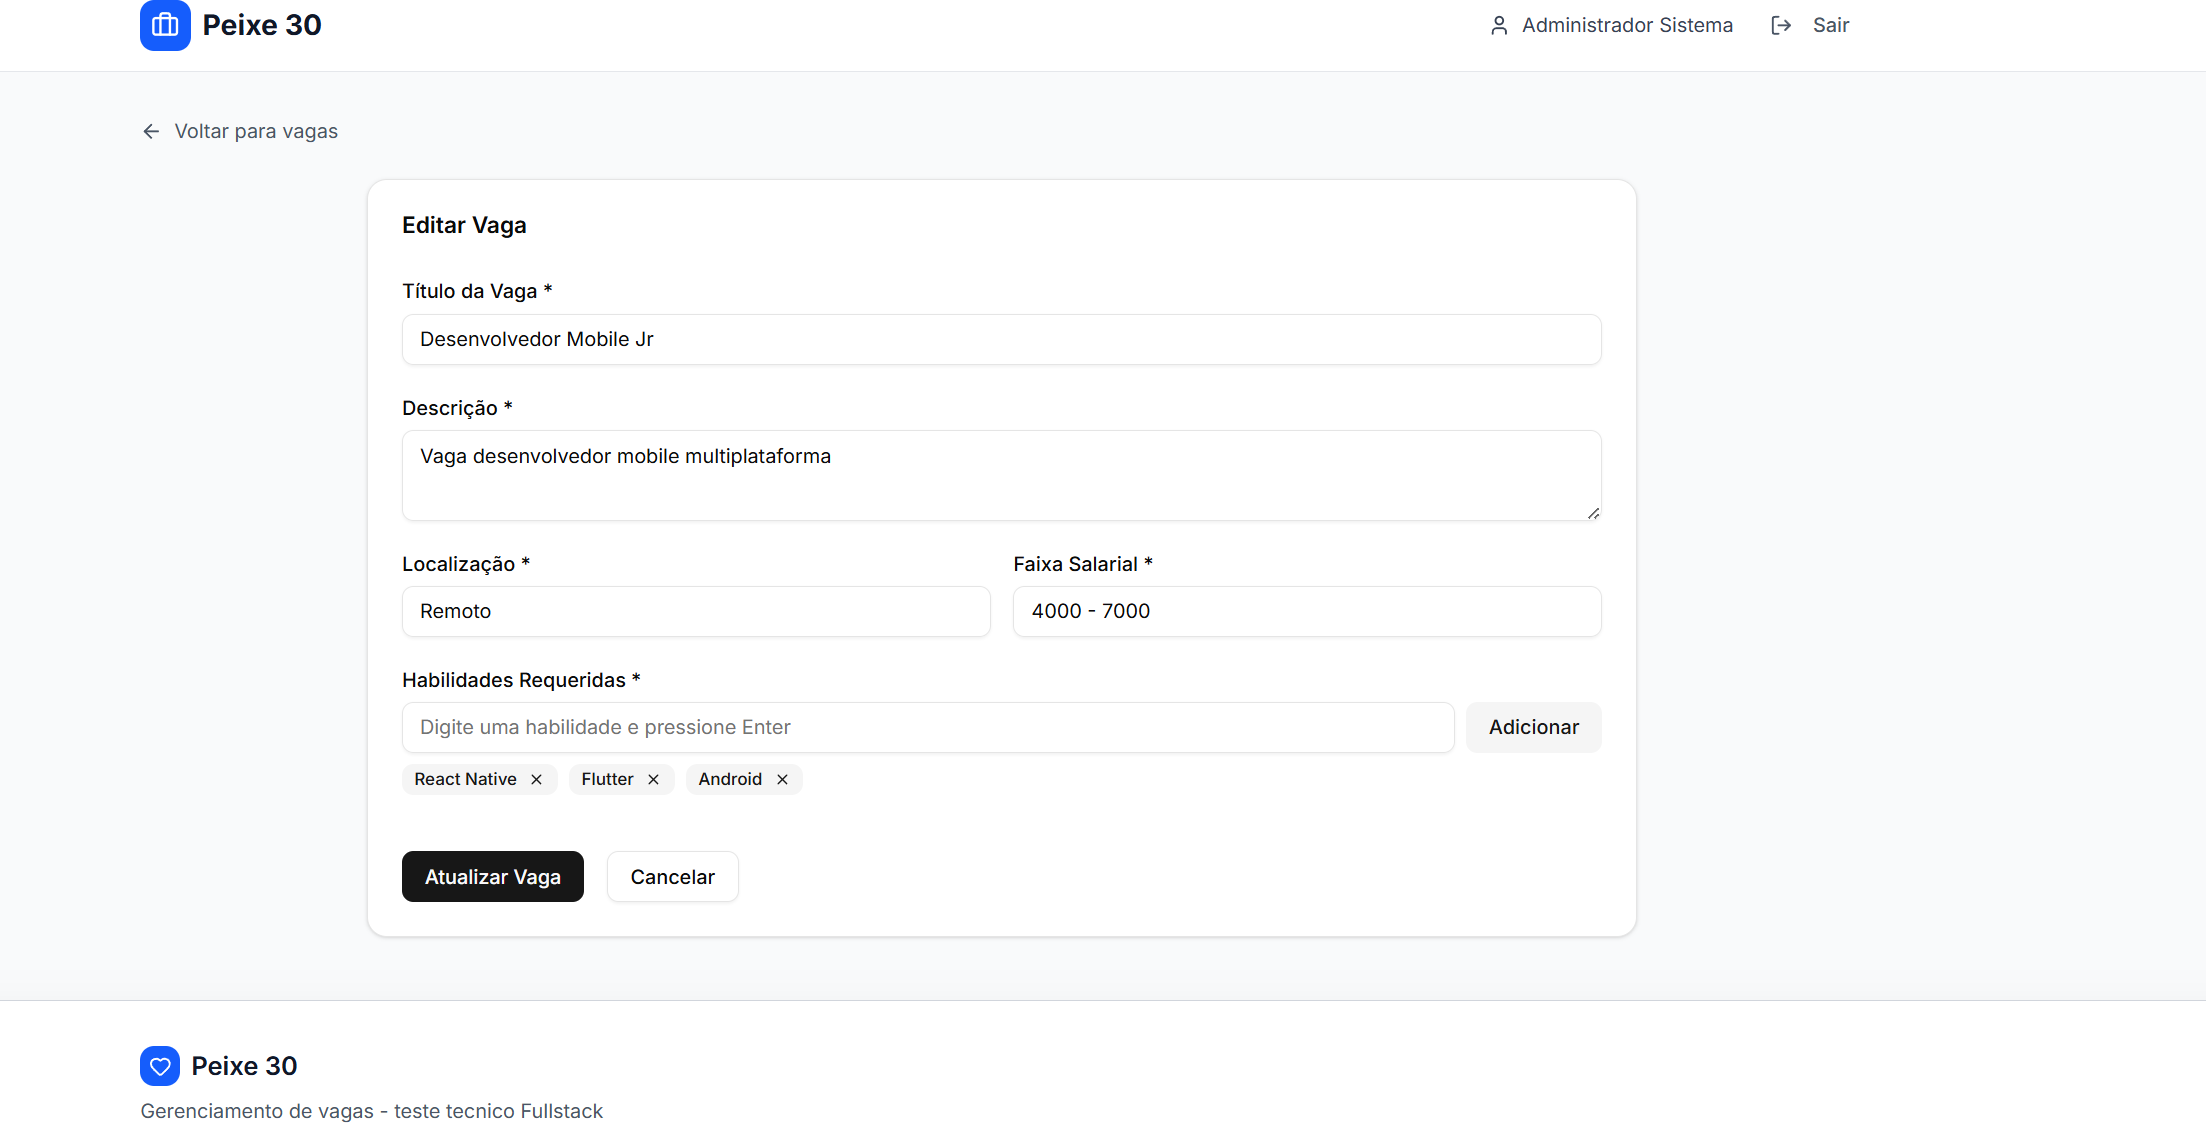 Peixe 30
Administrador Sistema
Sair
Voltar para vagas
Editar Vaga
Título da Vaga *
Desenvolvedor Mobile Jr
Descrição *
Vaga desenvolvedor mobile multiplataforma
Localização *
Faixa Salarial *
Remoto
4000 - 7000
Habilidades Requeridas *
Digite uma habilidade e pressione Enter
Adicionar
React Native
Flutter
Android
Atualizar Vaga
Cancelar
Peixe 30
Gerenciamento de vagas - teste tecnico Fullstack